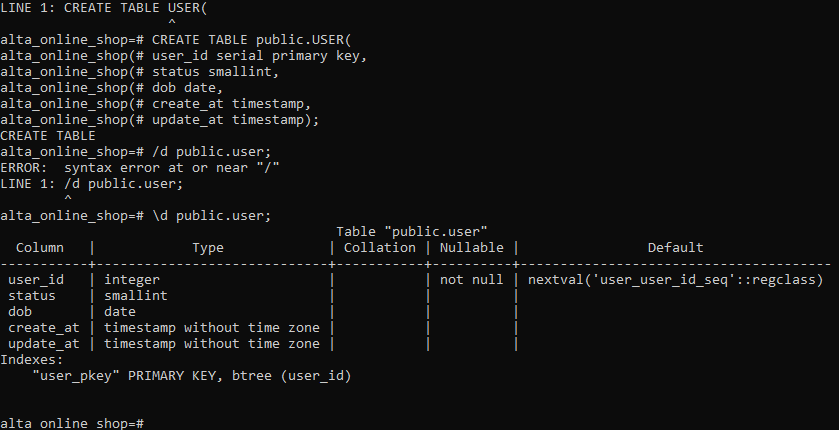 LINE 1: CREATE TABLE USER(
                     ^
alta_online_shop=# CREATE TABLE public.USER(
alta_online_shop(# user_id serial primary key,
alta_online_shop(# status smallint,
alta_online_shop(# dob date,
alta_online_shop(# create_at timestamp,
alta_online_shop(# update_at timestamp);
CREATE TABLE
alta_online_shop=# /d public.user;
ERROR:  syntax error at or near "/"
LINE 1: /d public.user;
        ^
alta_online_shop=# \d public.user;
                                          Table "public.user"
  Column   |            Type             | Collation | Nullable |                Default
-----------+-----------------------------+-----------+----------+---------------------------------------
 user_id   | integer                     |           | not null | nextval('user_user_id_seq'::regclass)
 status    | smallint                    |           |          |
 dob       | date                        |           |          |
 create_at | timestamp without time zone |           |          |
 update_at | timestamp without time zone |           |          |
Indexes:
    "user_pkey" PRIMARY KEY, btree (user_id)
alta_online_shop=#